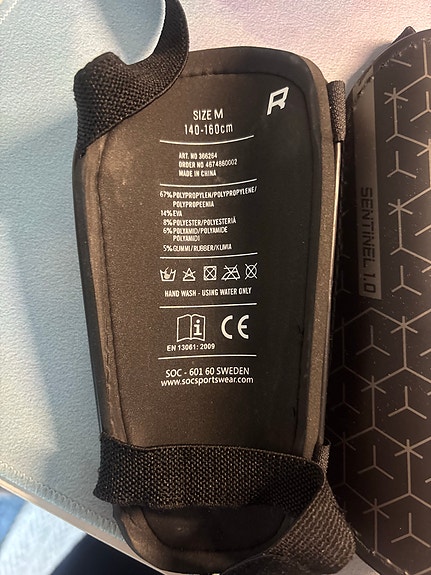 R
SIZE M
140-160cm
ART. NO 366264
ORDER NO 4674660002
MADE IN CHINA
67% POLYPROPYLEN/POLYPROPYLENE/
POLYPROPEENIA
14% EVA
8% POLYESTER/POLYESTERIÄ
6% POLYAMID/POLYAMIDE
POLYAMIDI
5% GUMMI/RUBBER/KUMIA
HAND WASH - USING WATER ONLY
i
CE
EN 13061: 2009
SOC - 601 60 SWEDEN
www.socsportswear.com
SENTINEL 1.0